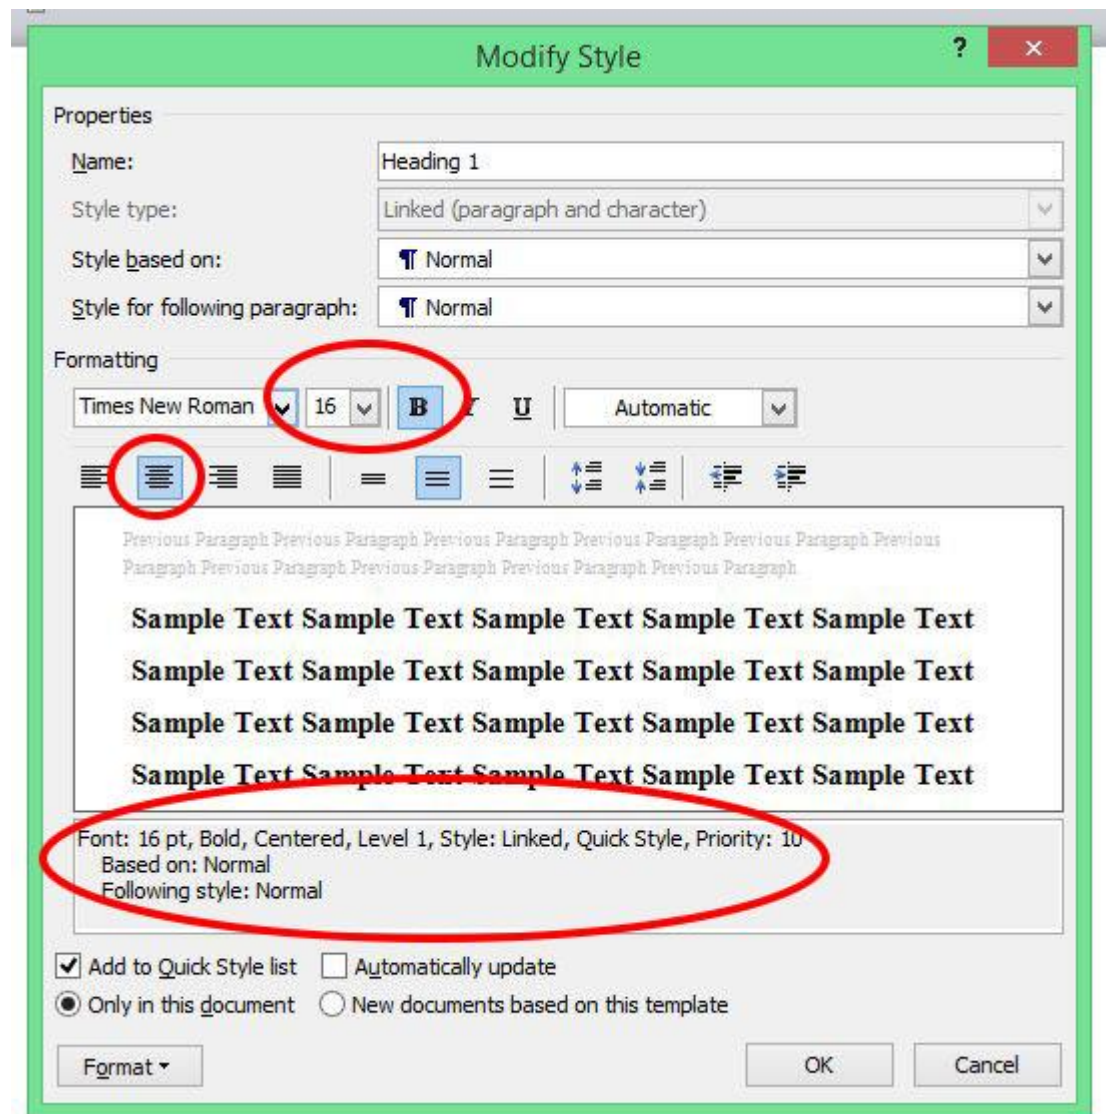 Modify Style
?
Properties
Name:
Heading 1
Style type:
Linked (paragraph and character)
Style based on:
¶ Normal
Style for following paragraph:
¶ Normal
Formatting
Times New Roman 16 B I U Automatic
Previous Paragraph Previous Paragraph Previous Paragraph Previous Paragraph Previous Paragraph Previous
Paragraph Previous Paragraph Previous Paragraph Previous Paragraph Previous Paragraph
Sample Text Sample Text Sample Text Sample Text Sample Text
Sample Text Sample Text Sample Text Sample Text Sample Text
Sample Text Sample Text Sample Text Sample Text Sample Text
Sample Text Sample Text Sample Text Sample Text Sample Text
Font: 16 pt, Bold, Centered, Level 1, Style: Linked, Quick Style, Priority: 10
Based on: Normal
Following style: Normal
Add to Quick Style list Automatically update
Only in this document New documents based on this template
Format
OK
Cancel